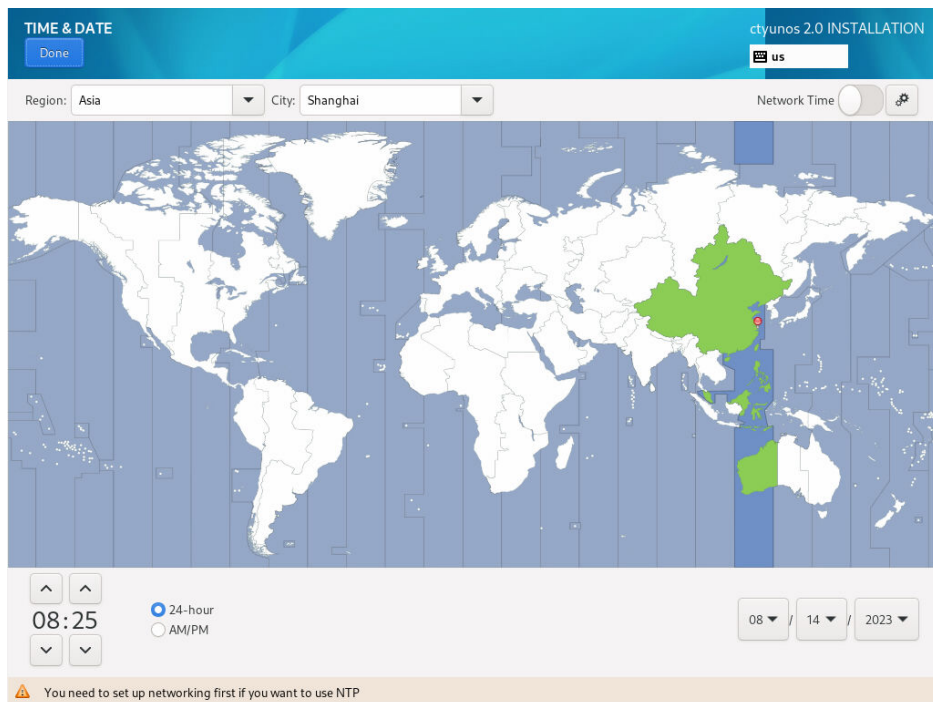 TIME & DATE
ctyunos 2.0 INSTALLATION
Done
us
Region: Asia City: Shanghai Network Time
08:25
24-hour
AM/PM
08 / 14 / 2023
You need to set up networking first if you want to use NTP